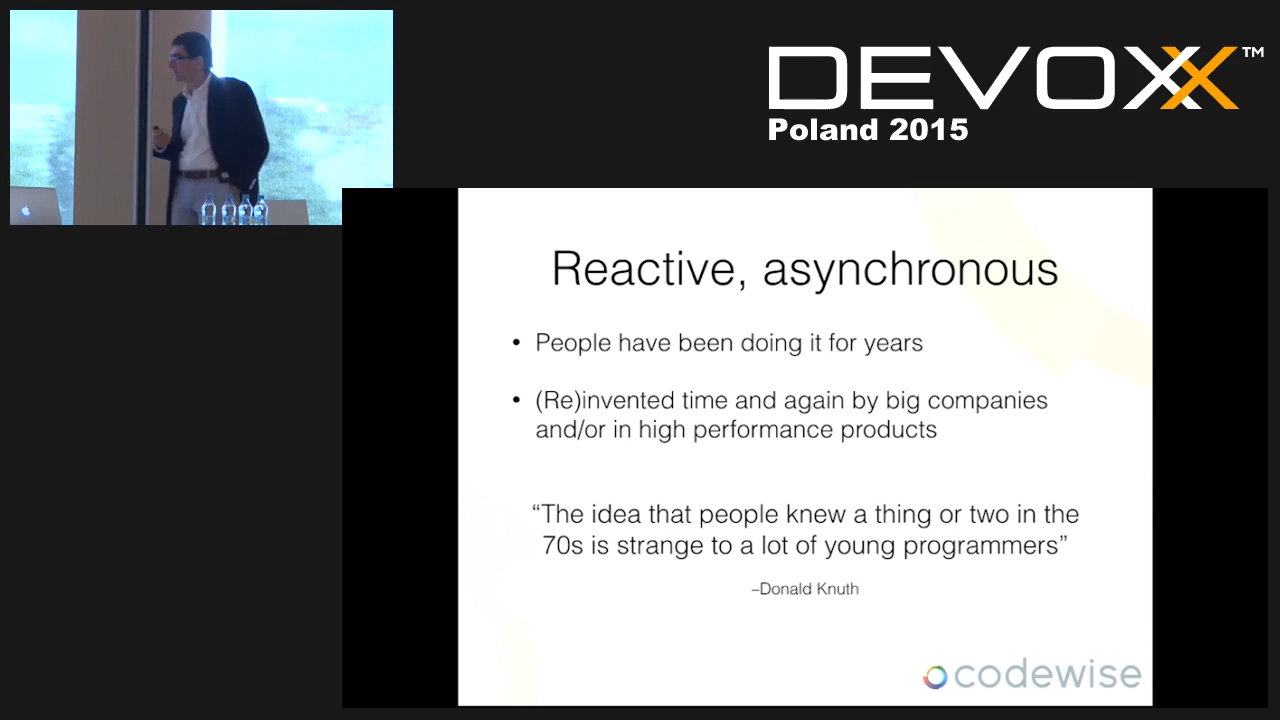 DEVOXX™
Poland 2015
Reactive, asynchronous
• People have been doing it for years
• (Re)invented time and again by big companies
and/or in high performance products
“The idea that people knew a thing or two in the
70s is strange to a lot of young programmers”
–Donald Knuth
codewise